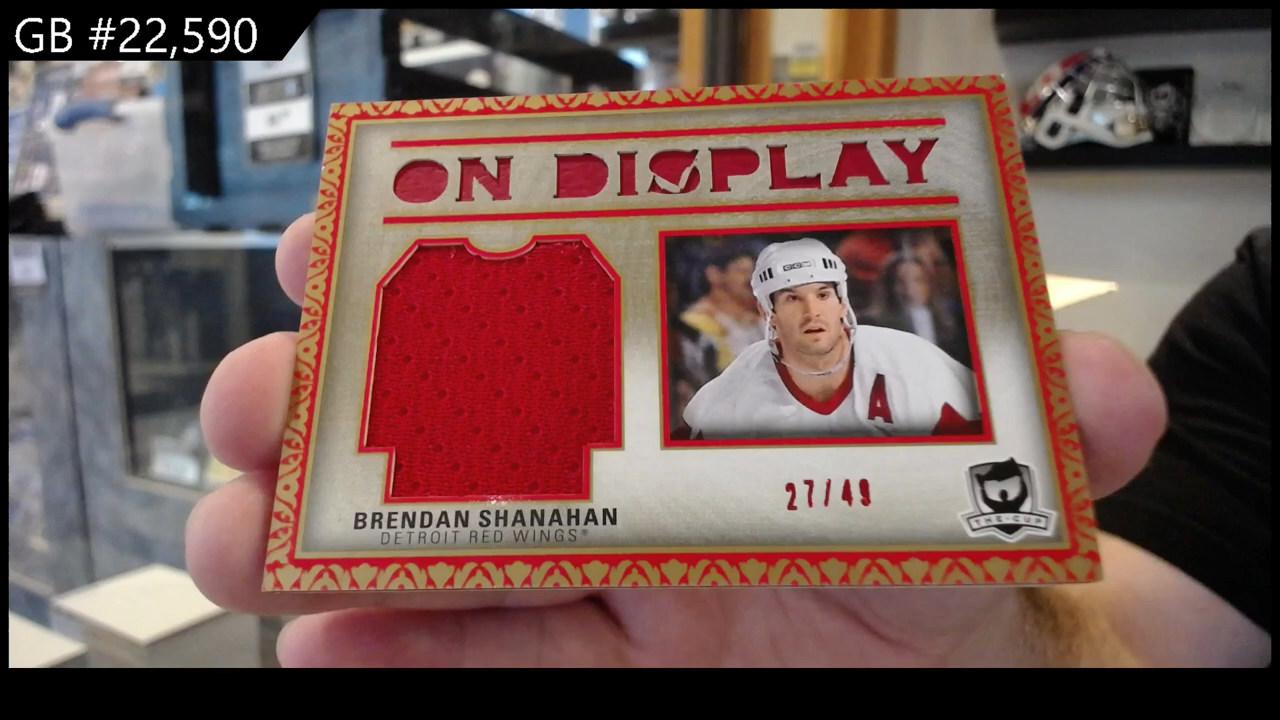 GB #22,590
ON DISPLAY
A
27/49
BRENDAN SHANAHAN
DETROIT RED WINGS®
THE-CUP